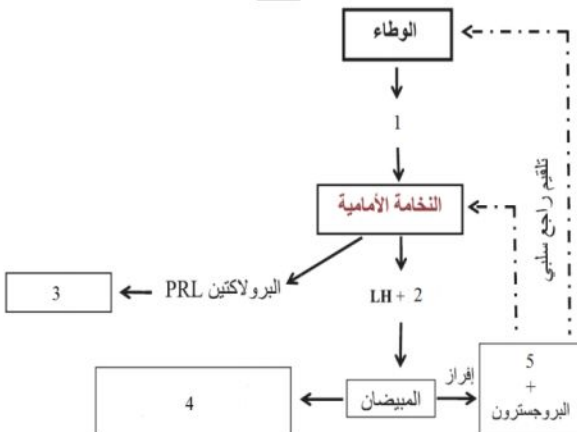 الوطاء
1
النخامة الأمامية
تلقيم راجع سلبي
3
البرولاكتين PRL
LH + 2
4
المبيضان
إفراز
5
+
البروجسترون